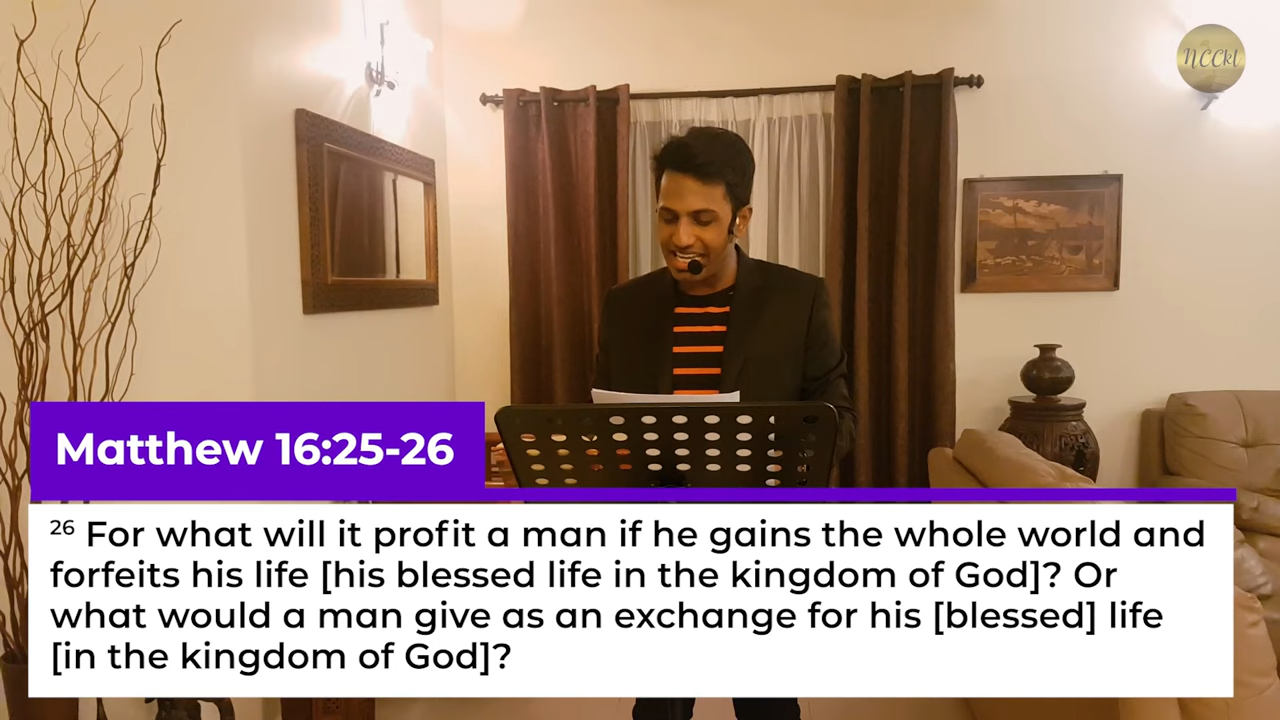 NCCkl
Matthew 16:25-26
26 For what will it profit a man if he gains the whole world and
forfeits his life [his blessed life in the kingdom of God]? Or
what would a man give as an exchange for his [blessed] life
[in the kingdom of God]?